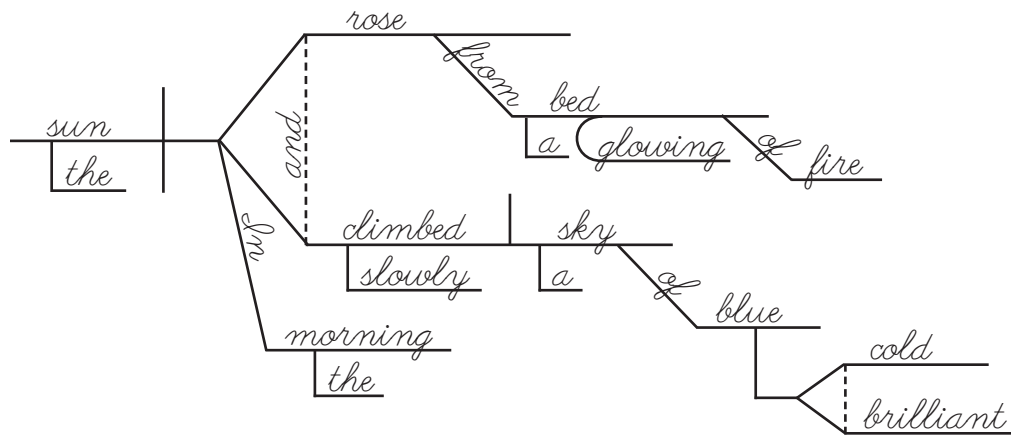 rose
from
bed
and
sun
a
glowing
of
fire
the
In
climbed
sky
slowly
a
of
blue
morning
the
cold
brilliant